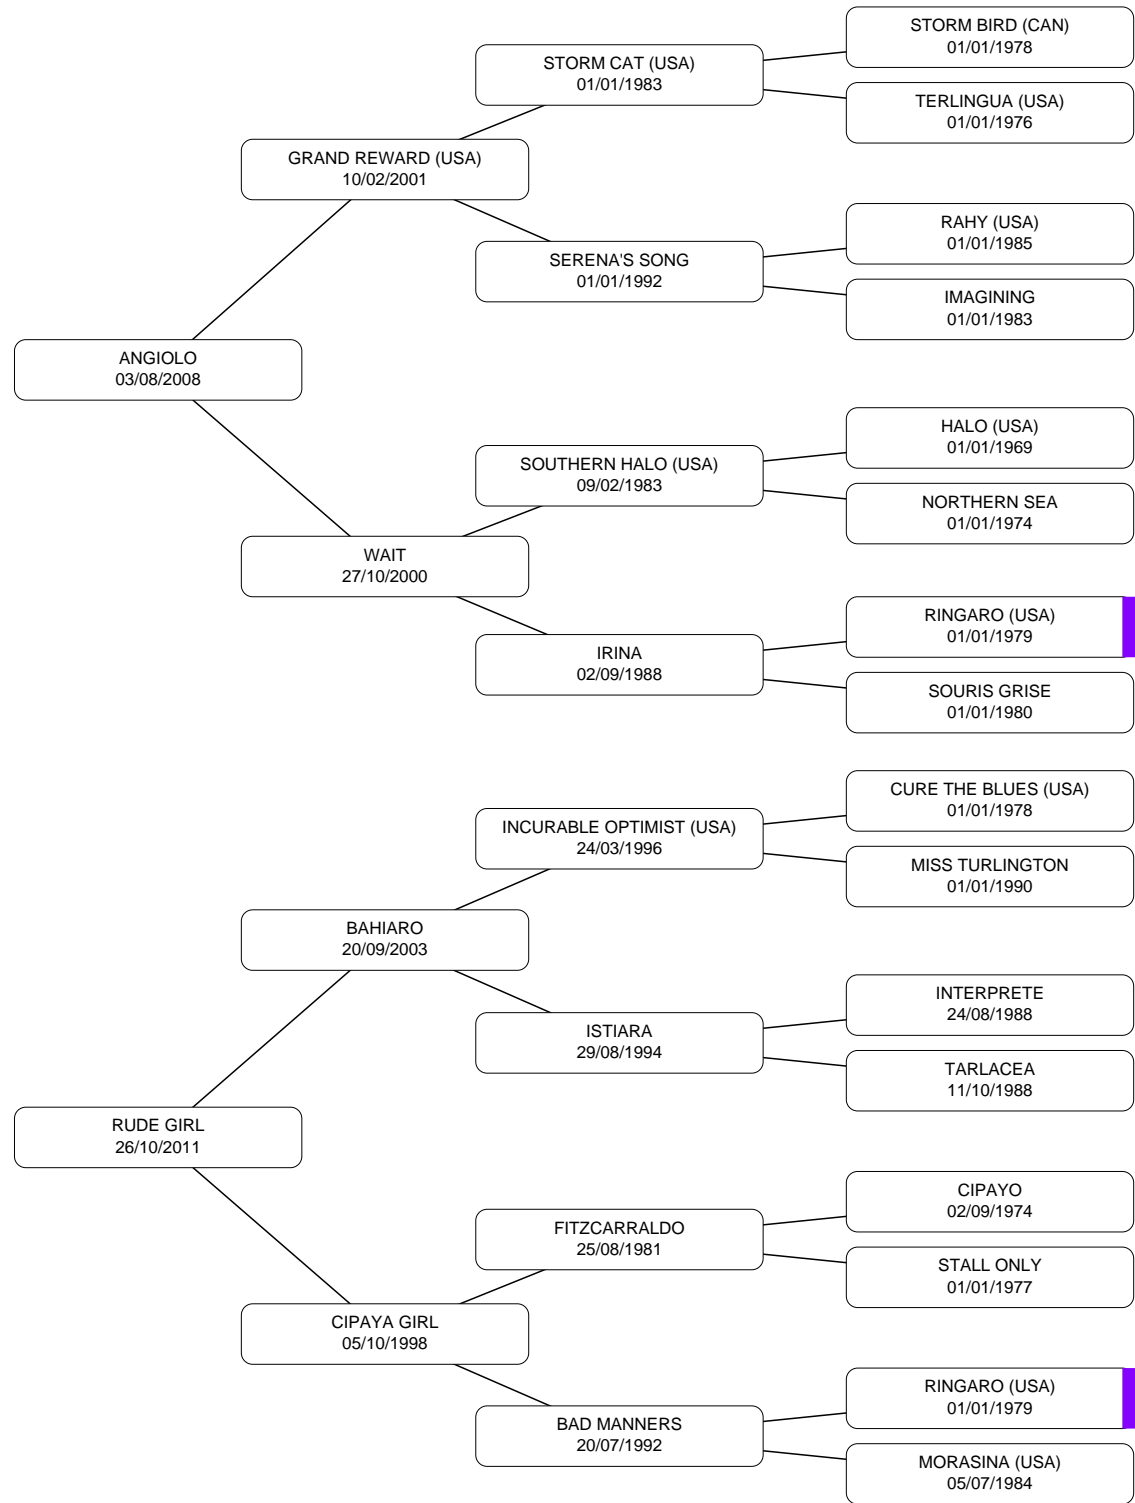 STORM BIRD (CAN)
01/01/1978
STORM CAT (USA)
01/01/1983
TERLINGUA (USA)
01/01/1976
GRAND REWARD (USA)
10/02/2001
RAHY (USA)
01/01/1985
SERENA'S SONG
01/01/1992
IMAGINING
01/01/1983
ANGIOLO
03/08/2008
HALO (USA)
01/01/1969
SOUTHERN HALO (USA)
09/02/1983
NORTHERN SEA
01/01/1974
WAIT
27/10/2000
RINGARO (USA)
01/01/1979
IRINA
02/09/1988
SOURIS GRISE
01/01/1980
CURE THE BLUES (USA)
01/01/1978
INCURABLE OPTIMIST (USA)
24/03/1996
MISS TURLINGTON
01/01/1990
BAHIARO
20/09/2003
INTERPRETE
24/08/1988
ISTIARA
29/08/1994
TARLACEA
11/10/1988
RUDE GIRL
26/10/2011
CIPAYO
02/09/1974
FITZCARRALDO
25/08/1981
STALL ONLY
01/01/1977
CIPAYA GIRL
05/10/1998
RINGARO (USA)
01/01/1979
BAD MANNERS
20/07/1992
MORASINA (USA)
05/07/1984